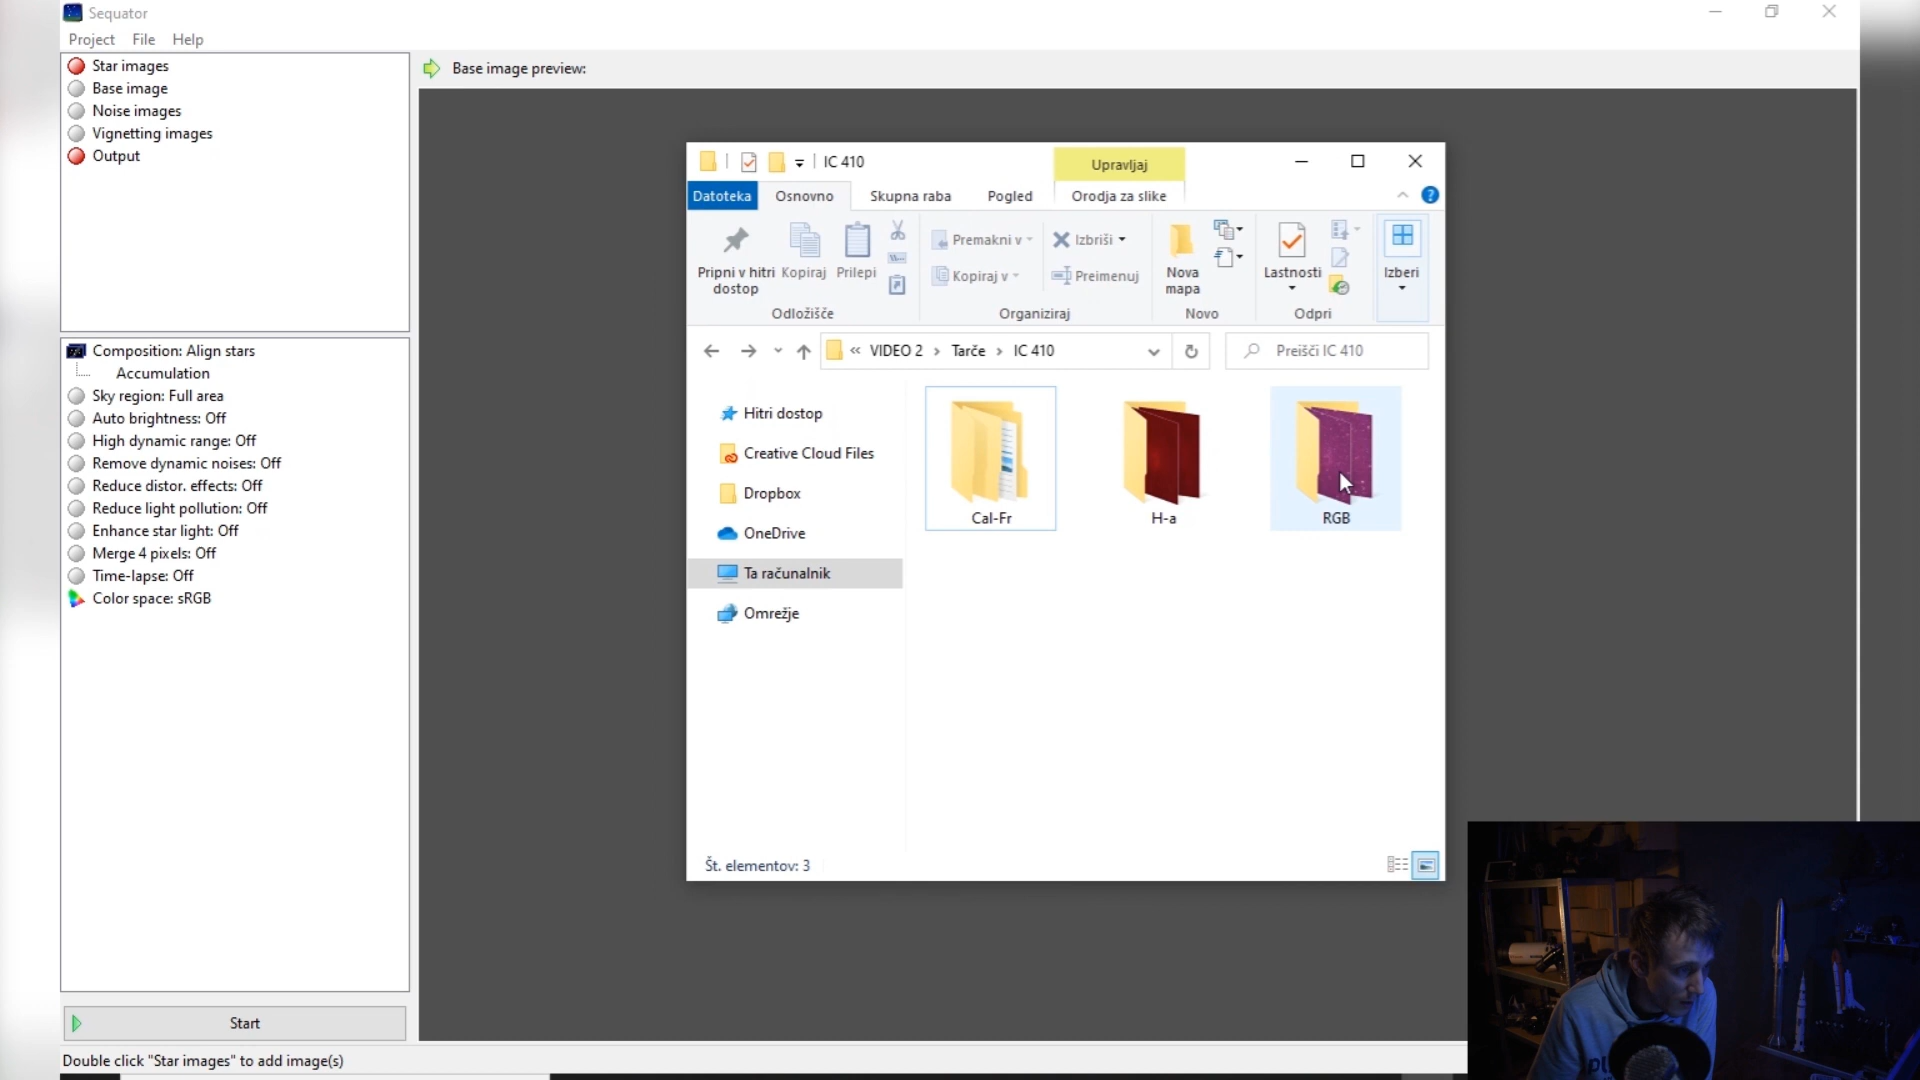 Sequator
Project File Help
Star images
Base image
Noise images
Vignetting images
Output
Composition: Align stars
Accumulation
Sky region: Full area
Auto brightness: Off
High dynamic range: Off
Remove dynamic noises: Off
Reduce distor. effects: Off
Reduce light pollution: Off
Enhance star light: Off
Merge 4 pixels: Off
Time-lapse: Off
Color space: sRGB
Start
Double click "Star images" to add image(s)
Base image preview:
IC 410
Upravljaj
Datoteka Osnovno Skupna raba Pogled Orodja za slike
Pripni v hitri dostop
Kopiraj
Prilepi
Odložišče
Premakni v
Kopiraj v
Izbriši
Preimenuj
Organiziraj
Nova mapa
Novo
Lastnosti
Odpri
Izberi
« VIDEO 2 › Tarče › IC 410
Preišči IC 410
Hitri dostop
Creative Cloud Files
Dropbox
OneDrive
Ta računalnik
Omrežje
Cal-Fr
H-a
RGB
Št. elementov: 3